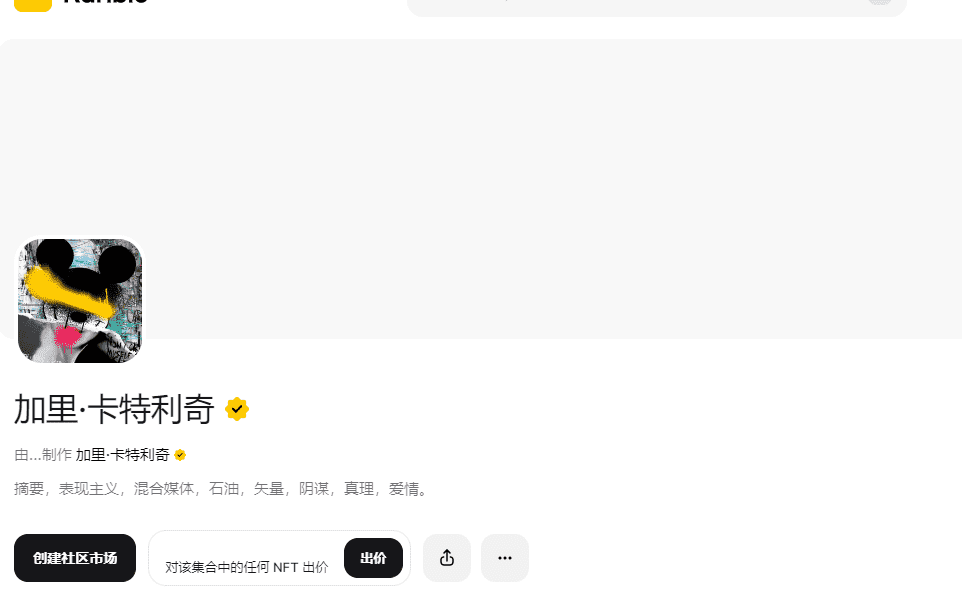 Rarible
加里·卡特利奇
由...制作 加里·卡特利奇
摘要，表现主义，混合媒体，石油，矢量，阴谋，真理，爱情。
创建社区市场
对该集合中的任何 NFT 出价
出价